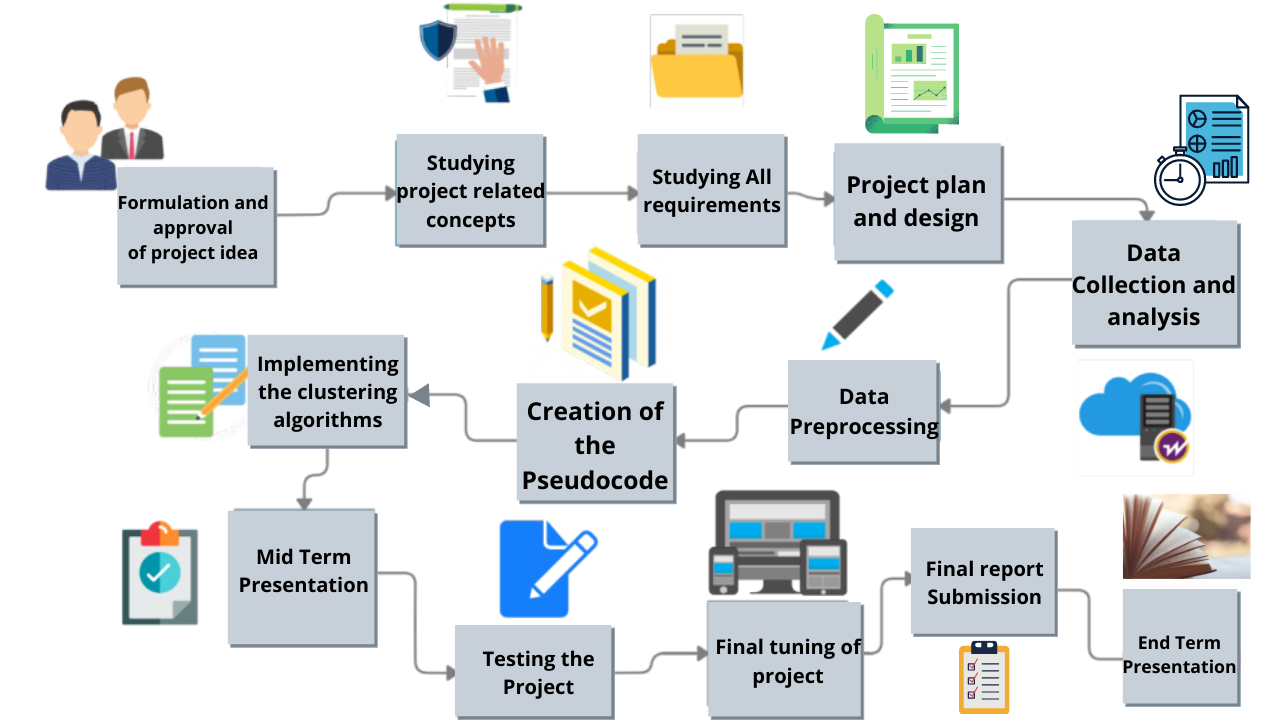 Formulation and
approval
of project idea
Studying
project related
concepts
Studying All
requirements
Project plan
and design
Data
Collection and
analysis
Data
Preprocessing
Creation of
the
Pseudocode
Implementing
the clustering
algorithms
Mid Term
Presentation
Testing the
Project
Final tuning of
project
Final report
Submission
End Term
Presentation